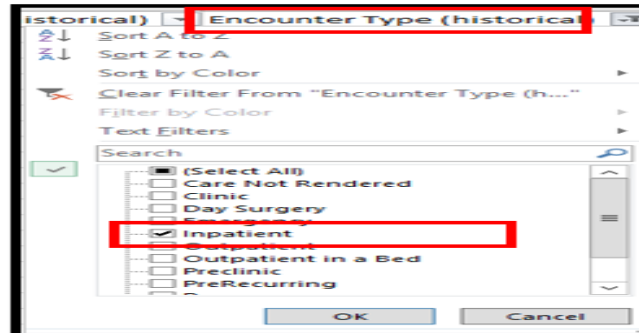 istorical) Encounter Type (historical)
Sort A to Z
Sort Z to A
Sort by Color
Clear Filter From "Encounter Type (h..."
Filter by Color
Text Filters
Search
(Select All)
Care Not Rendered
Clinic
Day Surgery
Emergency
Inpatient
Outpatient
Outpatient in a Bed
Preclinic
PreRecurring
OK Cancel